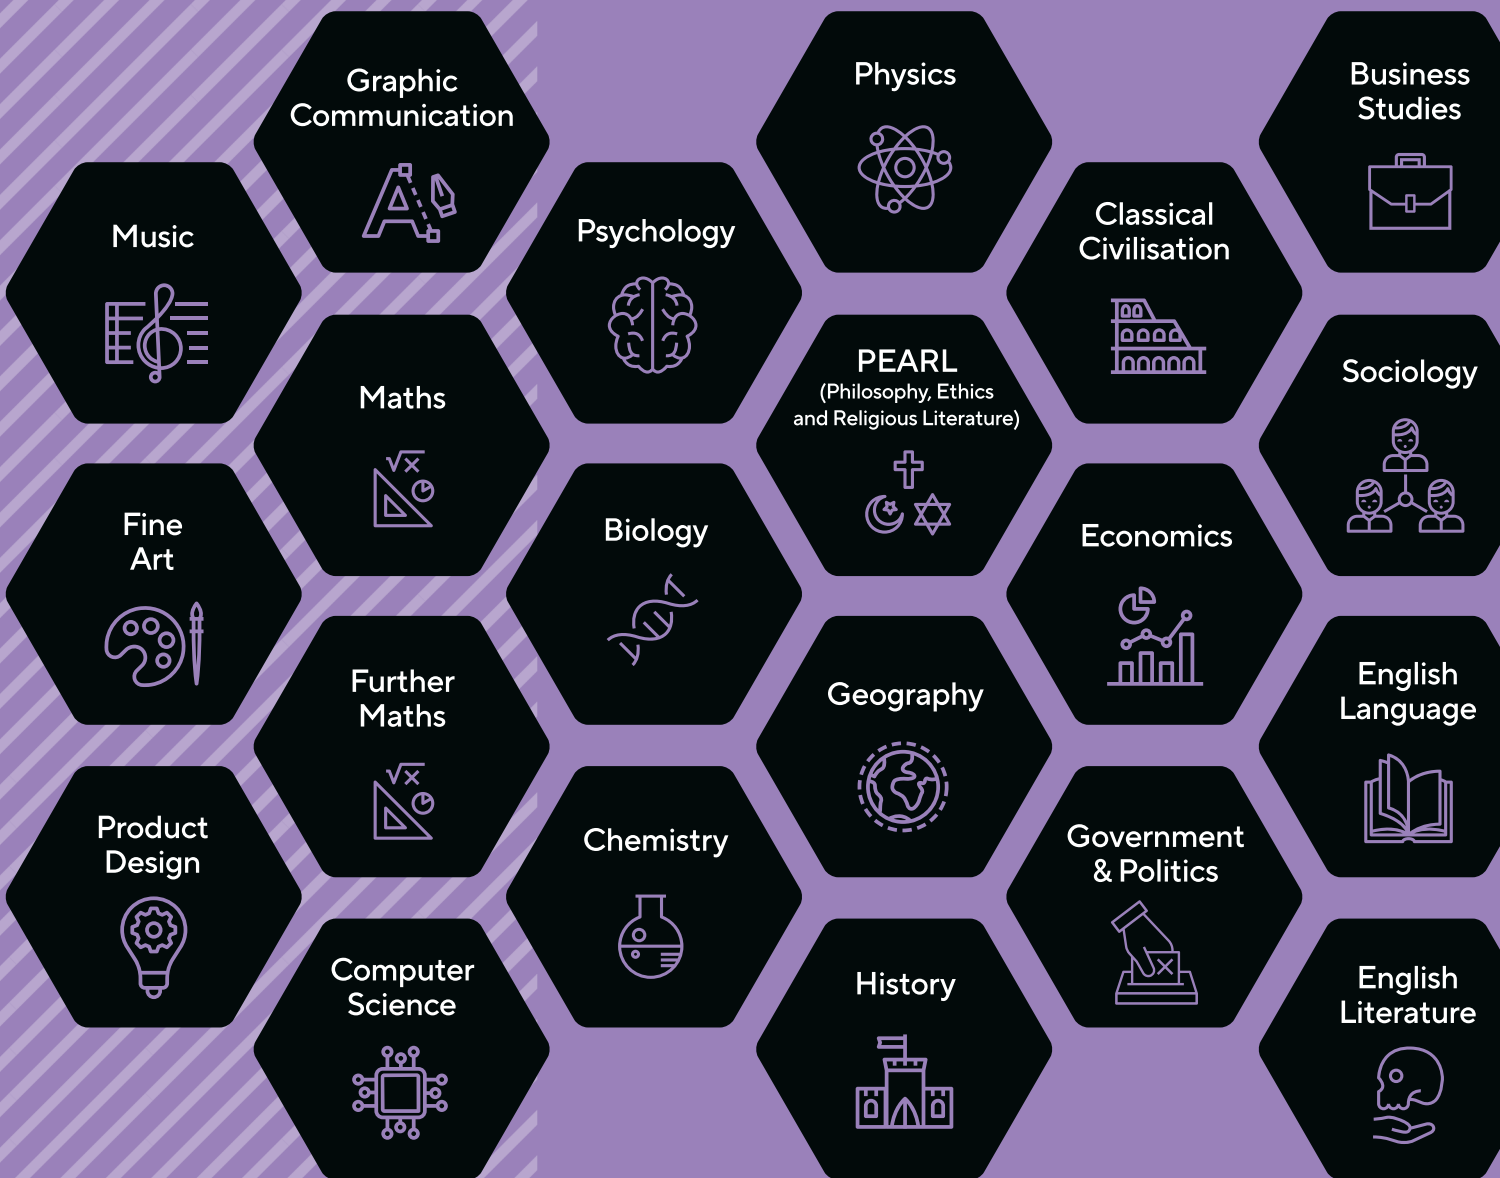 Graphic
Communication
Physics
Business
Studies
Music
Psychology
Classical
Civilisation
Maths
PEARL
(Philosophy, Ethics
and Religious Literature)
Sociology
Fine
Art
Biology
Economics
Further
Maths
Geography
English
Language
Product
Design
Chemistry
Government
& Politics
Computer
Science
History
English
Literature